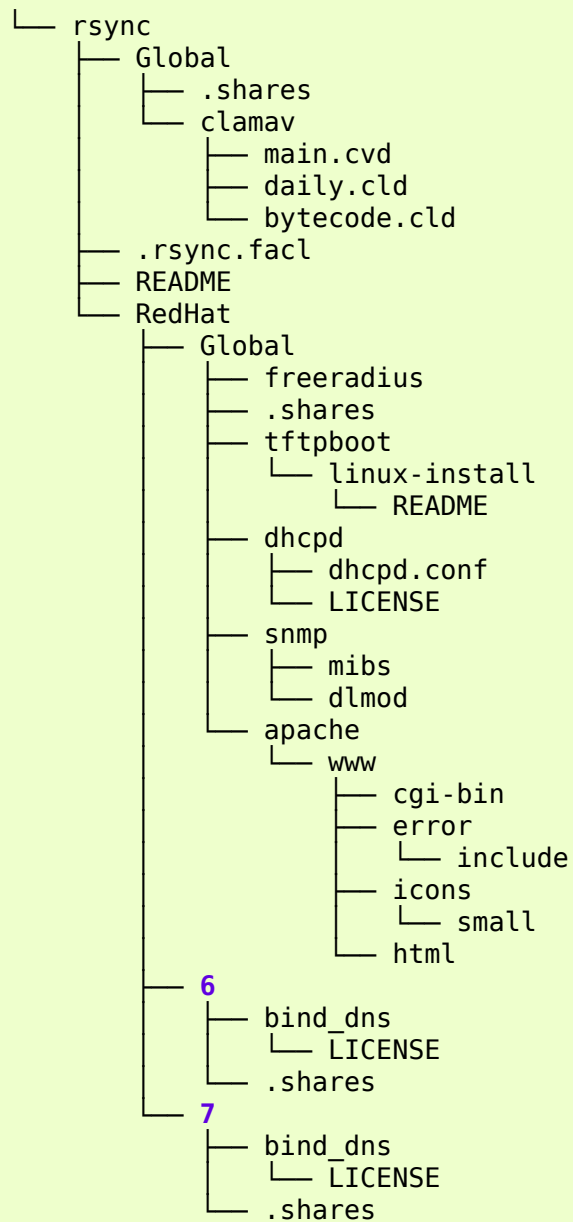 └── rsync
    ├── Global
    │   ├── .shares
    │   └── clamav
    │       ├── main.cvd
    │       ├── daily.cld
    │       └── bytecode.cld
    ├── .rsync.facl
    ├── README
    └── RedHat
        ├── Global
        │   ├── freeradius
        │   ├── .shares
        │   ├── tftpboot
        │   │   └── linux-install
        │   │       └── README
        │   ├── dhcpd
        │   │   ├── dhcpd.conf
        │   │   └── LICENSE
        │   ├── snmp
        │   │   ├── mibs
        │   │   └── dlmod
        │   └── apache
        │       └── www
        │           ├── cgi-bin
        │           ├── error
        │           │   └── include
        │           ├── icons
        │           │   └── small
        │           └── html
        ├── 6
        │   ├── bind_dns
        │   │   └── LICENSE
        │   └── .shares
        └── 7
            ├── bind_dns
            │   └── LICENSE
            └── .shares